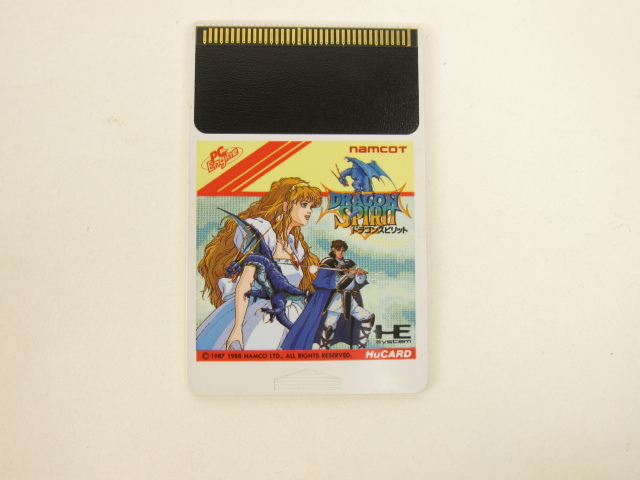 PC Engine
namcoT
DRAGON
SPIRIT
ドラゴンスピリット
HE
system
© 1987 1988 NAMCO LTD., ALL RIGHTS RESERVED.
HuCARD